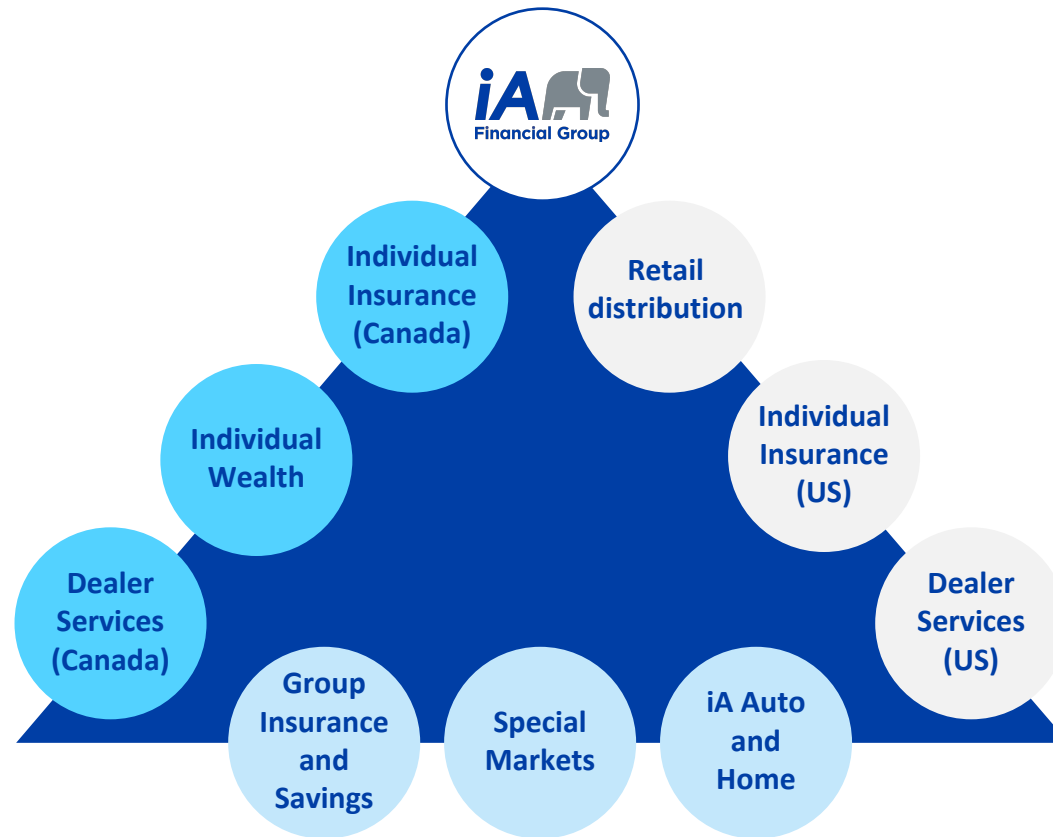 iA
Financial Group
Individual
Insurance
(Canada)
Retail
distribution
Individual
Wealth
Individual
Insurance
(US)
Dealer
Services
(Canada)
Dealer
Services
(US)
Group
Insurance
and
Savings
Special
Markets
iA Auto
and
Home